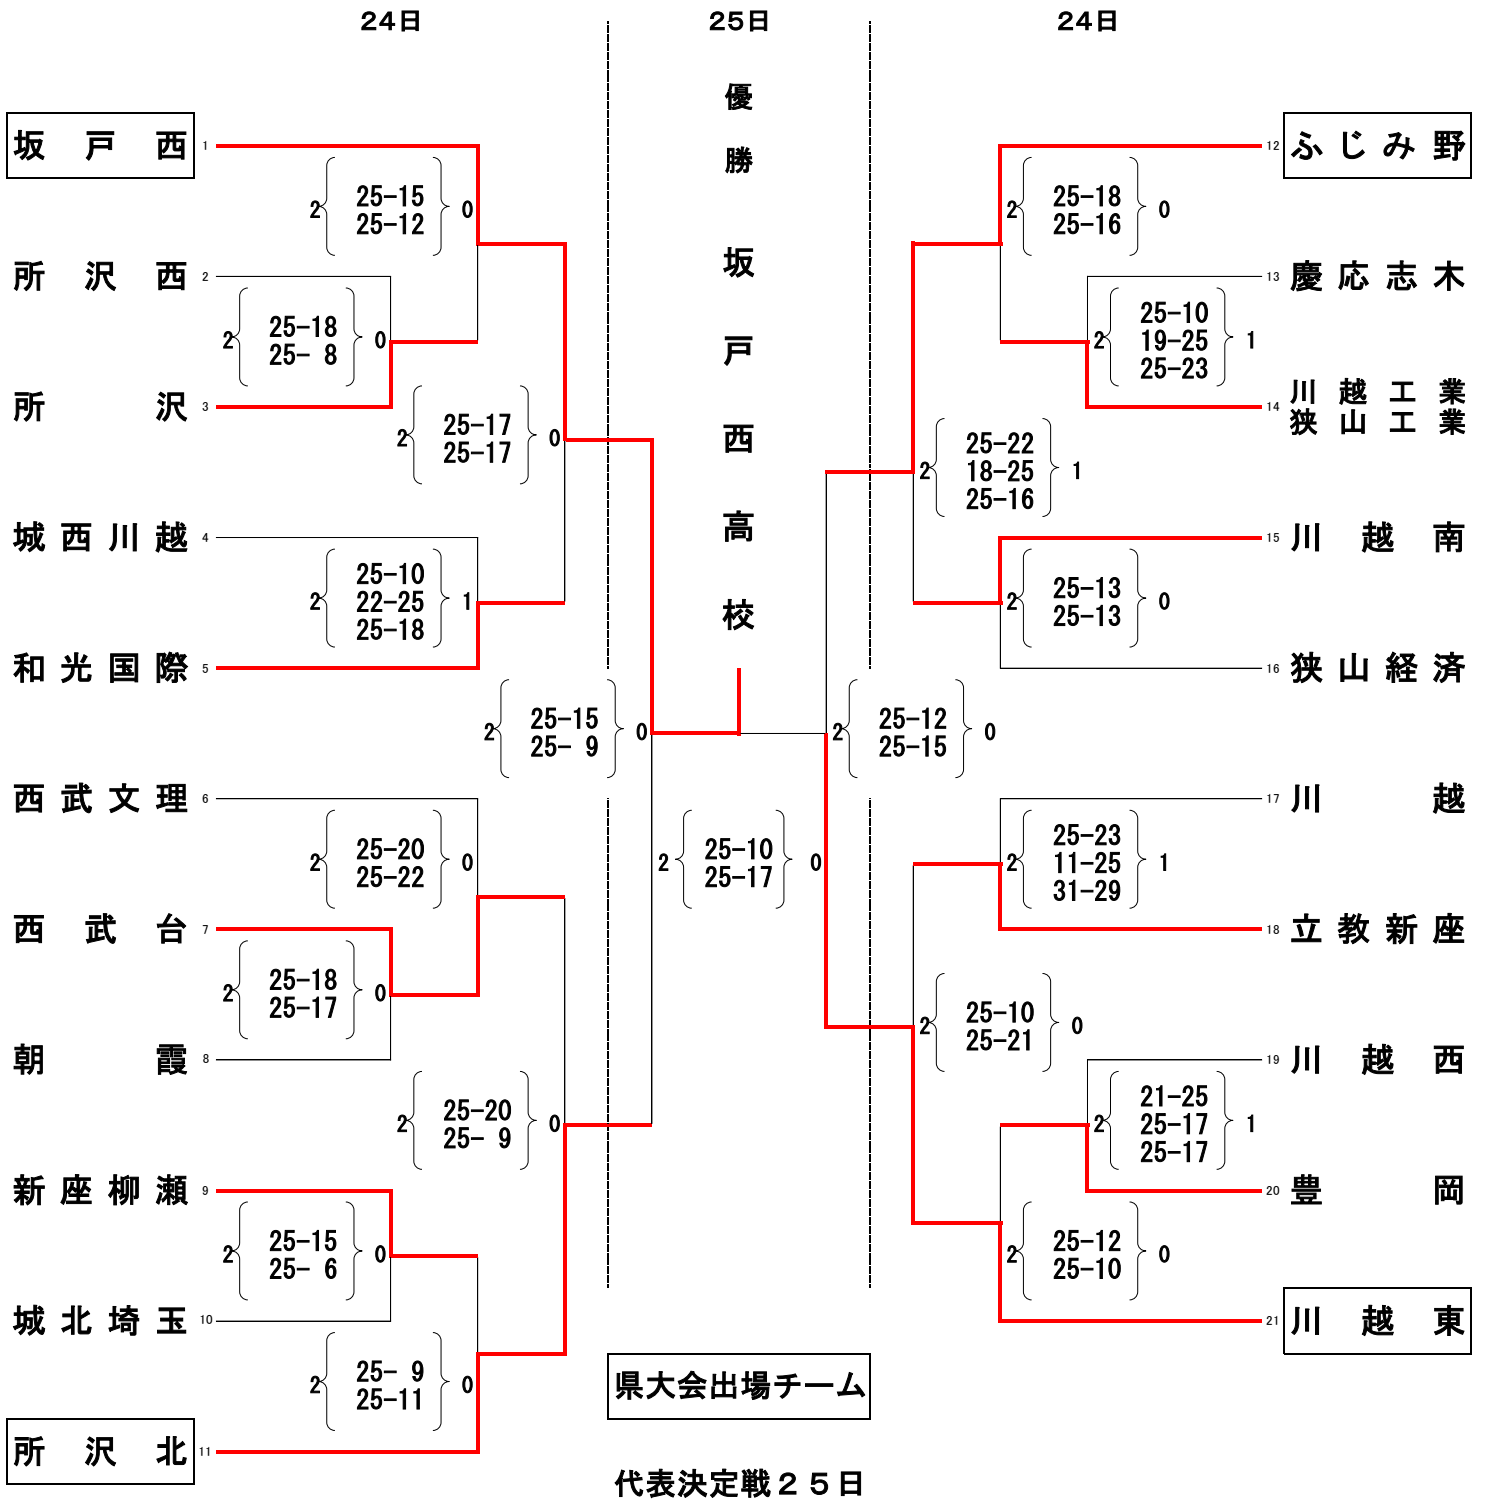 24日
25日
24日
優勝 坂戸西高校
坂戸西 1
2 25-15 0
25-12
所沢西 2
2 25-18 0
25- 8
所沢 3
2 25-17 0
25-17
城西川越 4
2 25-10 1
22-25
25-18
和光国際 5
2 25-15 0
25- 9
西武文理 6
2 25-20 0
25-22
西武台 7
2 25-18 0
25-17
朝霞 8
2 25-20 0
25- 9
新座柳瀬 9
2 25-15 0
25- 6
城北埼玉 10
2 25- 9 0
25-11
所沢北 11
2 25-10 0
25-17
12 ふじみ野
2 25-18 0
25-16
13 慶応志木
2 25-10 1
19-25
25-23
14 川越工業
狭山工業
2 25-22 1
18-25
25-16
15 川越南
2 25-13 0
25-13
16 狭山経済
2 25-12 0
25-15
17 川越
2 25-23 1
11-25
31-29
18 立教新座
2 25-10 0
25-21
19 川越西
2 21-25 1
25-17
25-17
20 豊岡
2 25-12 0
25-10
21 川越東
県大会出場チーム
代表決定戦25日